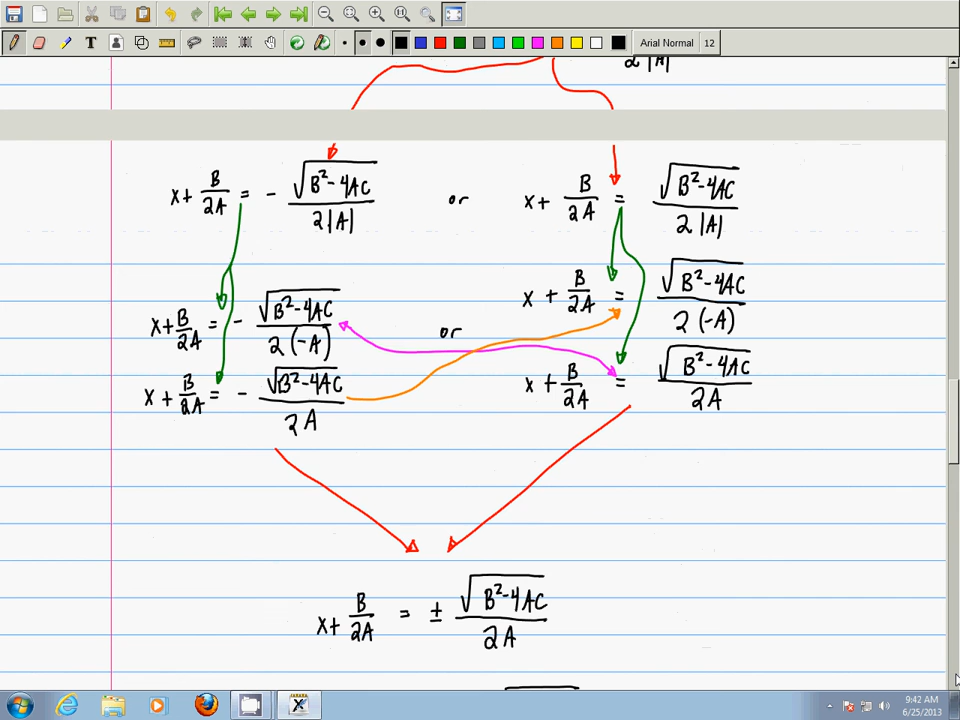 Arial Normal 12
2 |A|
x + B/2A = - √(B²-4AC)/2|A| or x + B/2A = √(B²-4AC)/2|A|
x + B/2A = - √(B²-4AC)/2(-A) or x + B/2A = √(B²-4AC)/2(-A)
x + B/2A = - √(B²-4AC)/2A x + B/2A = √(B²-4AC)/2A
x + B/2A = ± √(B²-4AC)/2A
9:42 AM
6/25/2013